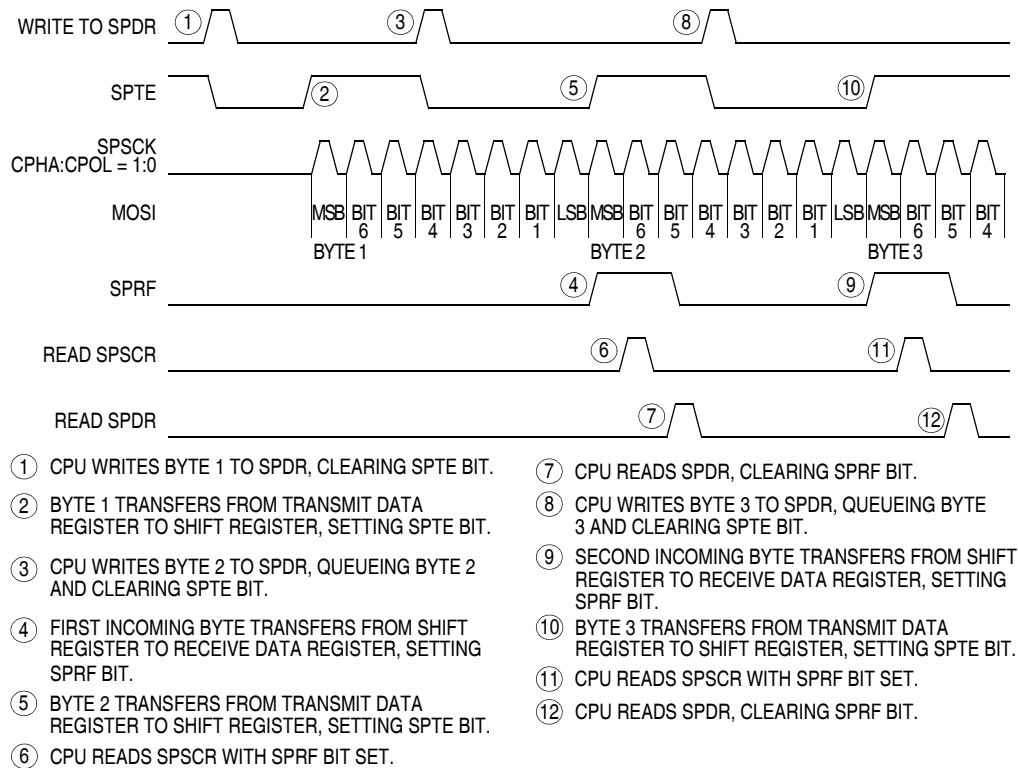 WRITE TO SPDR
1
3
8
SPTE
2
5
10
SPSCK
CPHA:CPOL = 1:0
MOSI
MSB BIT BIT BIT BIT BIT BIT LSB MSB BIT BIT BIT BIT BIT BIT LSB MSB BIT BIT BIT
6 5 4 3 2 1 6 5 4 3 2 1 6 5 4
BYTE 1 BYTE 2 BYTE 3
SPRF
4
9
READ SPSCR
6
11
READ SPDR
7
12
1 CPU WRITES BYTE 1 TO SPDR, CLEARING SPTE BIT.
2 BYTE 1 TRANSFERS FROM TRANSMIT DATA
REGISTER TO SHIFT REGISTER, SETTING SPTE BIT.
3 CPU WRITES BYTE 2 TO SPDR, QUEUEING BYTE 2
AND CLEARING SPTE BIT.
4 FIRST INCOMING BYTE TRANSFERS FROM SHIFT
REGISTER TO RECEIVE DATA REGISTER, SETTING
SPRF BIT.
5 BYTE 2 TRANSFERS FROM TRANSMIT DATA
REGISTER TO SHIFT REGISTER, SETTING SPTE BIT.
6 CPU READS SPSCR WITH SPRF BIT SET.
7 CPU READS SPDR, CLEARING SPRF BIT.
8 CPU WRITES BYTE 3 TO SPDR, QUEUEING BYTE
3 AND CLEARING SPTE BIT.
9 SECOND INCOMING BYTE TRANSFERS FROM SHIFT
REGISTER TO RECEIVE DATA REGISTER, SETTING
SPRF BIT.
10 BYTE 3 TRANSFERS FROM TRANSMIT DATA
REGISTER TO SHIFT REGISTER, SETTING SPTE BIT.
11 CPU READS SPSCR WITH SPRF BIT SET.
12 CPU READS SPDR, CLEARING SPRF BIT.